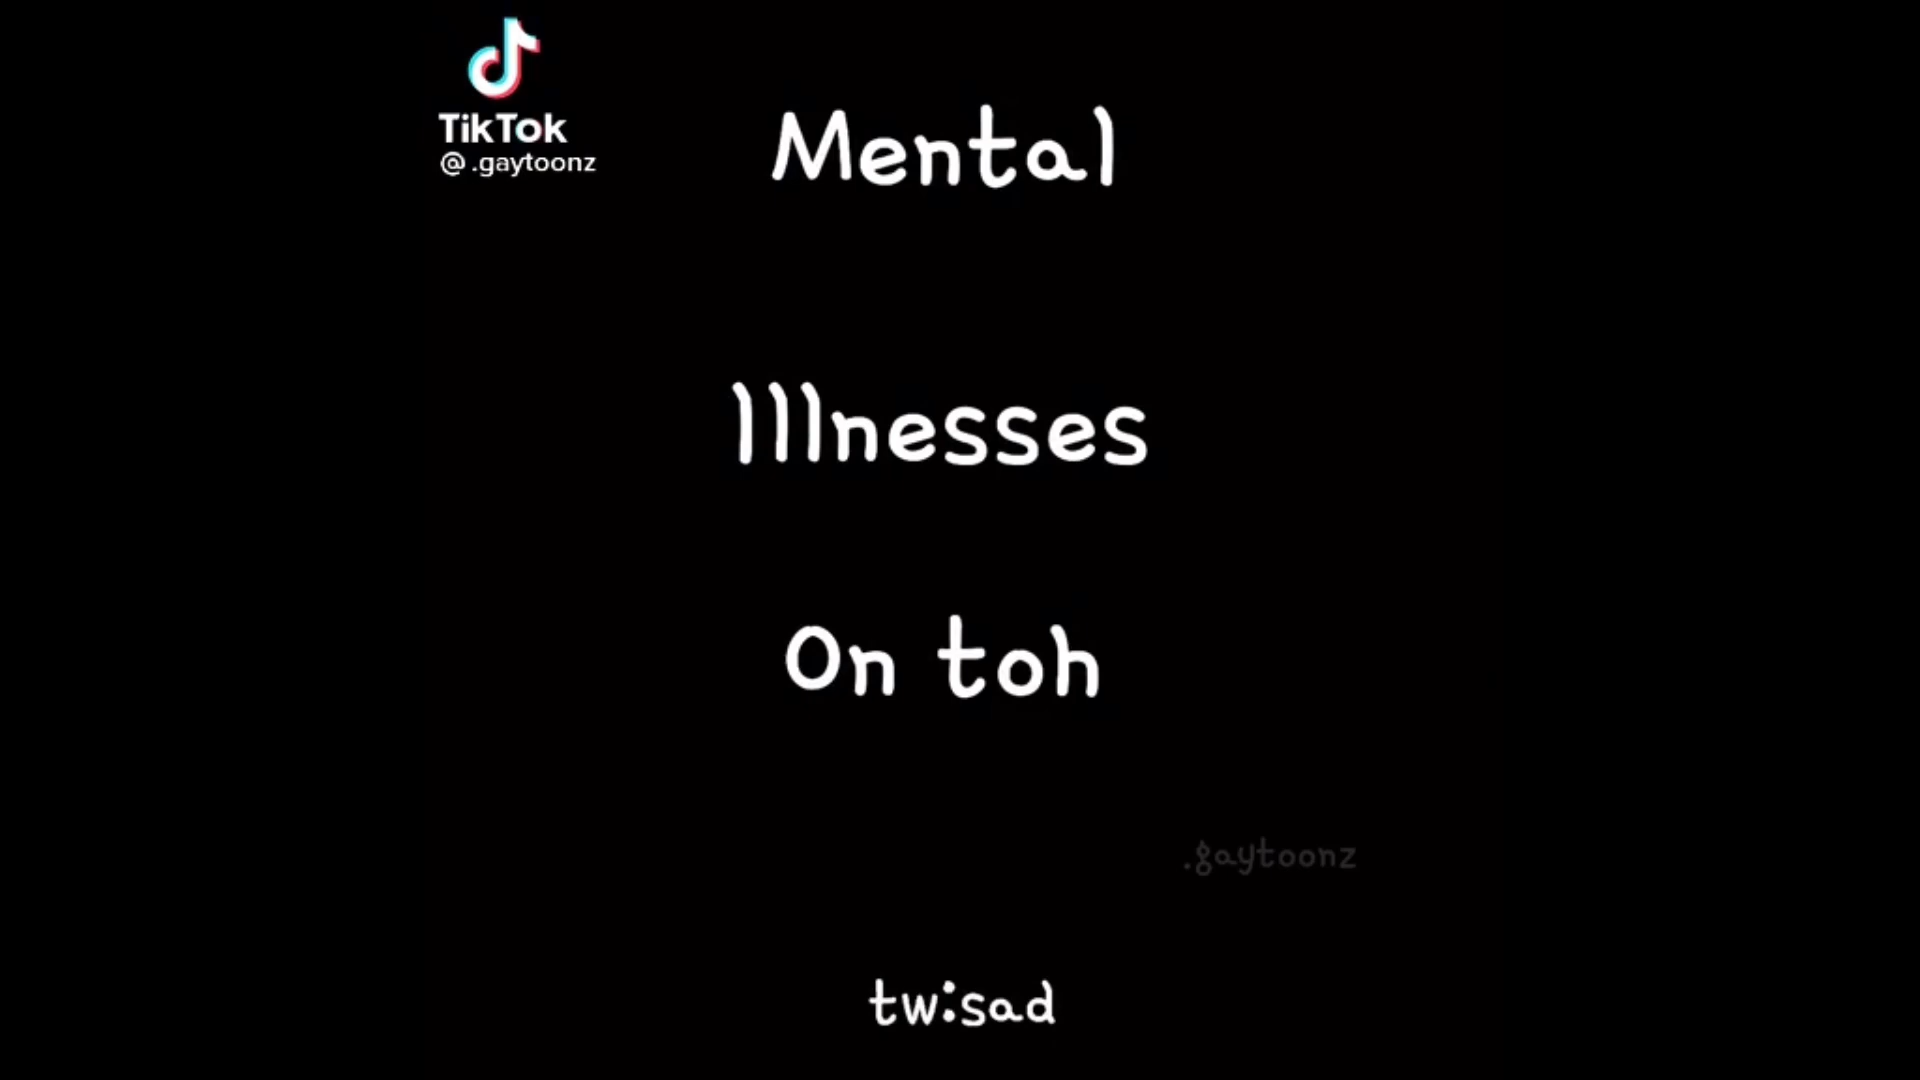 TikTok
@.gaytoonz
Mental
Illnesses
On toh
.gaytoonz
tw:sad